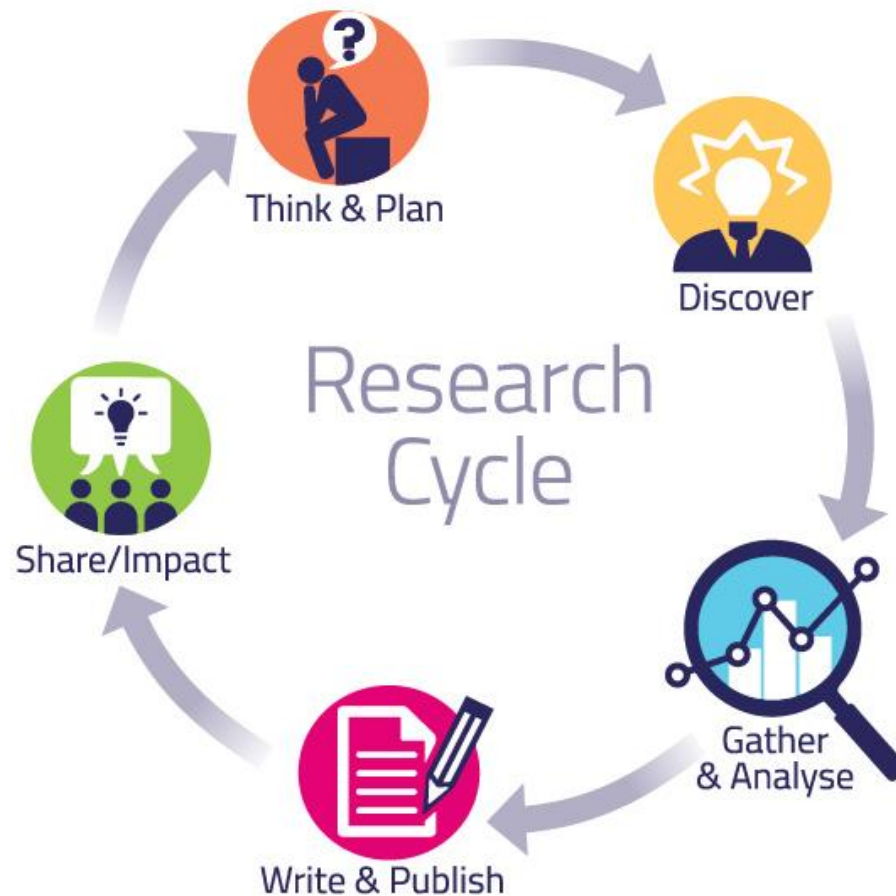 ?
Think & Plan
Discover
Research
Cycle
Share/Impact
Gather
& Analyse
Write & Publish